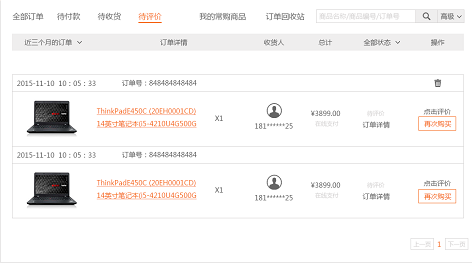 全部订单 待付款 待收货 待评价 我的常购商品 订单回收站 商品名称/商品编号/订单号 高级
近三个月的订单 订单详情 收货人 总计 全部状态 操作
2015-11-10 10：05：33 订单号：848484848484
ThinkPadE450C (20EH0001CD)
14英寸笔记本(i5-4210U4G500G
X1
181******25
¥3899.00
在线支付
待评价
订单详情
点击评价
再次购买
2015-11-10 10：05：33 订单号：848484848484
ThinkPadE450C (20EH0001CD)
14英寸笔记本(i5-4210U4G500G
X1
181******25
¥3899.00
在线支付
待评价
订单详情
点击评价
再次购买
上一页 1 下一页